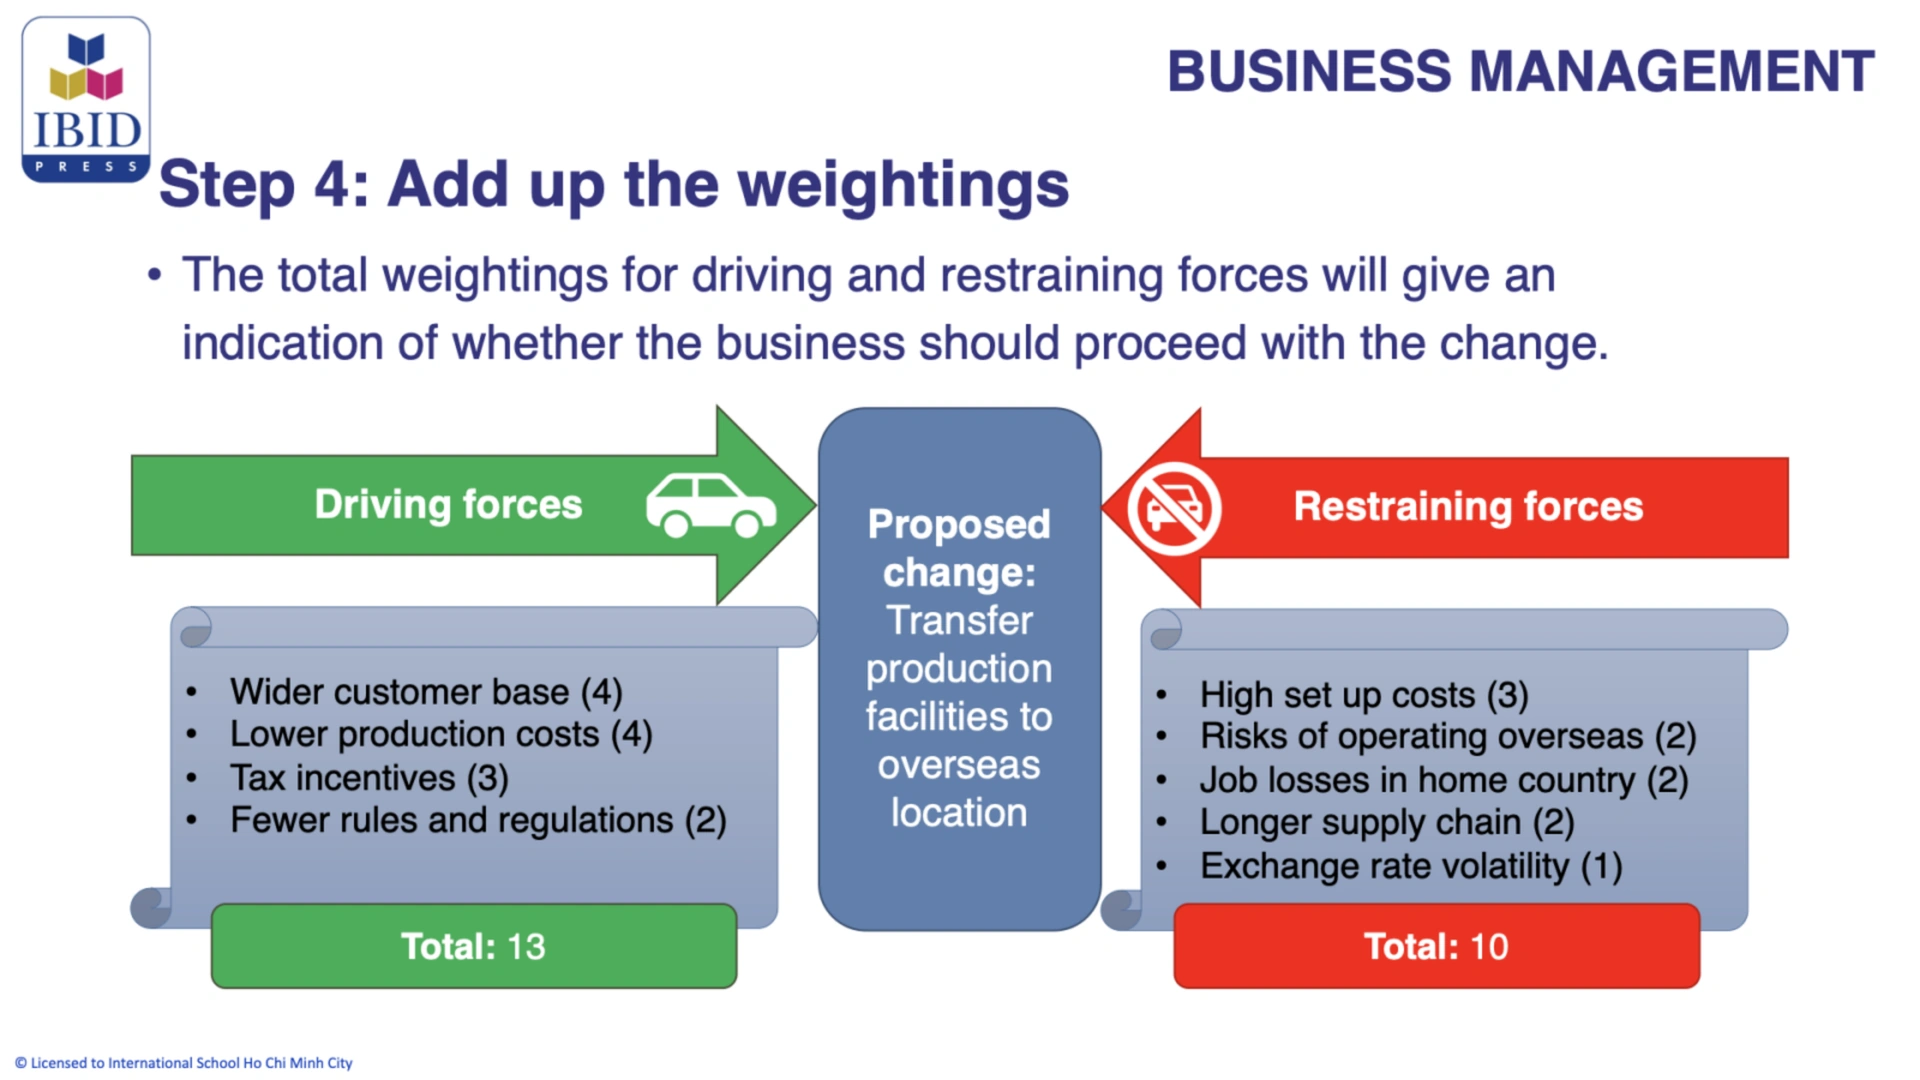 IBID
PRESS
BUSINESS MANAGEMENT
Step 4: Add up the weightings
• The total weightings for driving and restraining forces will give an
indication of whether the business should proceed with the change.
Driving forces
Proposed
change:
Transfer
production
facilities to
overseas
location
Restraining forces
• Wider customer base (4)
• Lower production costs (4)
• Tax incentives (3)
• Fewer rules and regulations (2)
Total: 13
• High set up costs (3)
• Risks of operating overseas (2)
• Job losses in home country (2)
• Longer supply chain (2)
• Exchange rate volatility (1)
Total: 10
© Licensed to International School Ho Chi Minh City